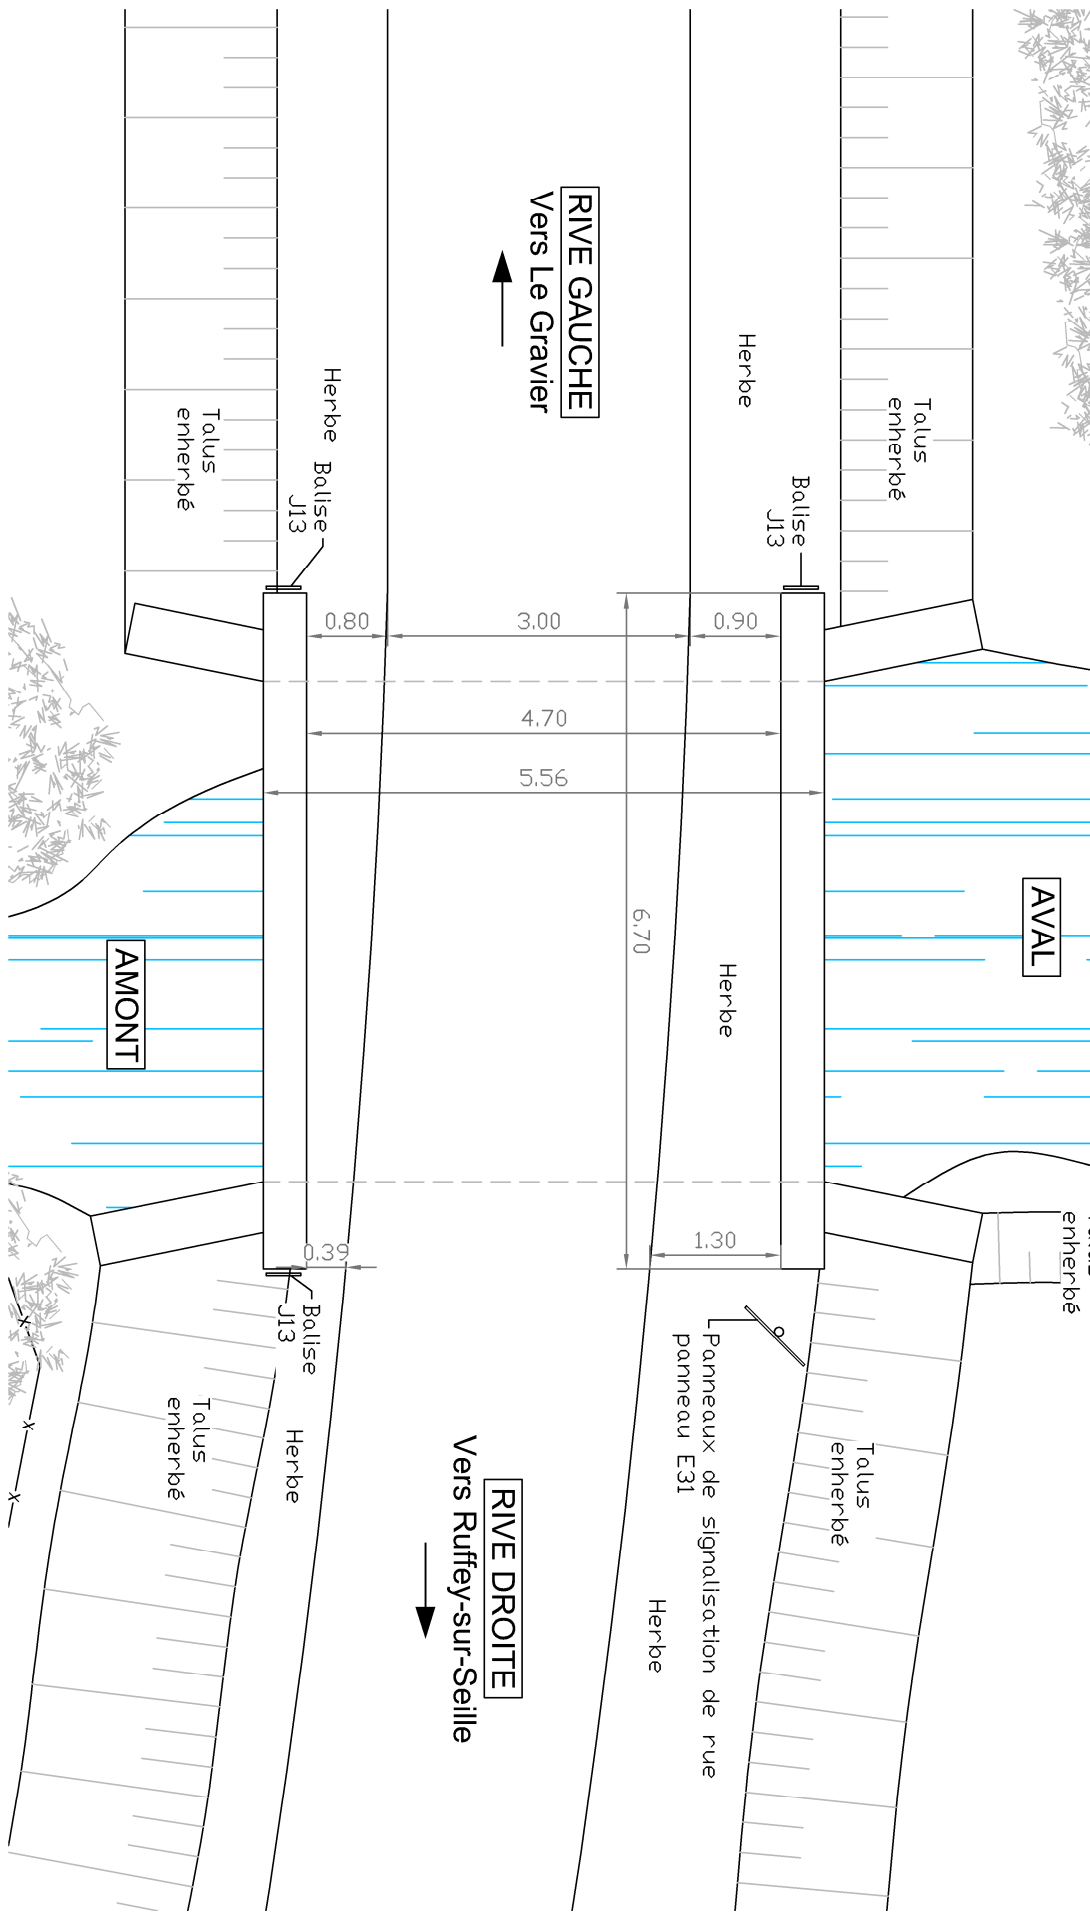 RIVE GAUCHE
Vers Le Gravier
Herbe
Talus
enherbé
Herbe
Talus
enherbé
Balise
J13
Balise
J13
0.80
3.00
0.90
4.70
5.56
6.70
AVAL
AMONT
Herbe
enherbé
0.39
1.30
Balise
J13
Panneaux de signalisation de rue
panneau E31
Talus
enherbé
Herbe
Talus
enherbé
RIVE DROITE
Vers Ruffey-sur-Seille
Herbe
x
x
x